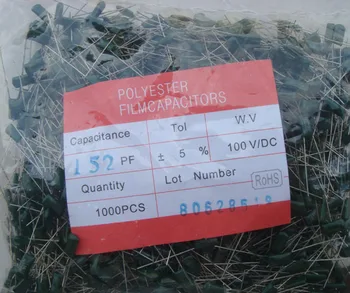 POLYESTER
FILMCAPACITORS
Capacitance Tol W.V
152 PF ± 5 % 100 V/DC
Quantity Lot Number RoHS
1000PCS